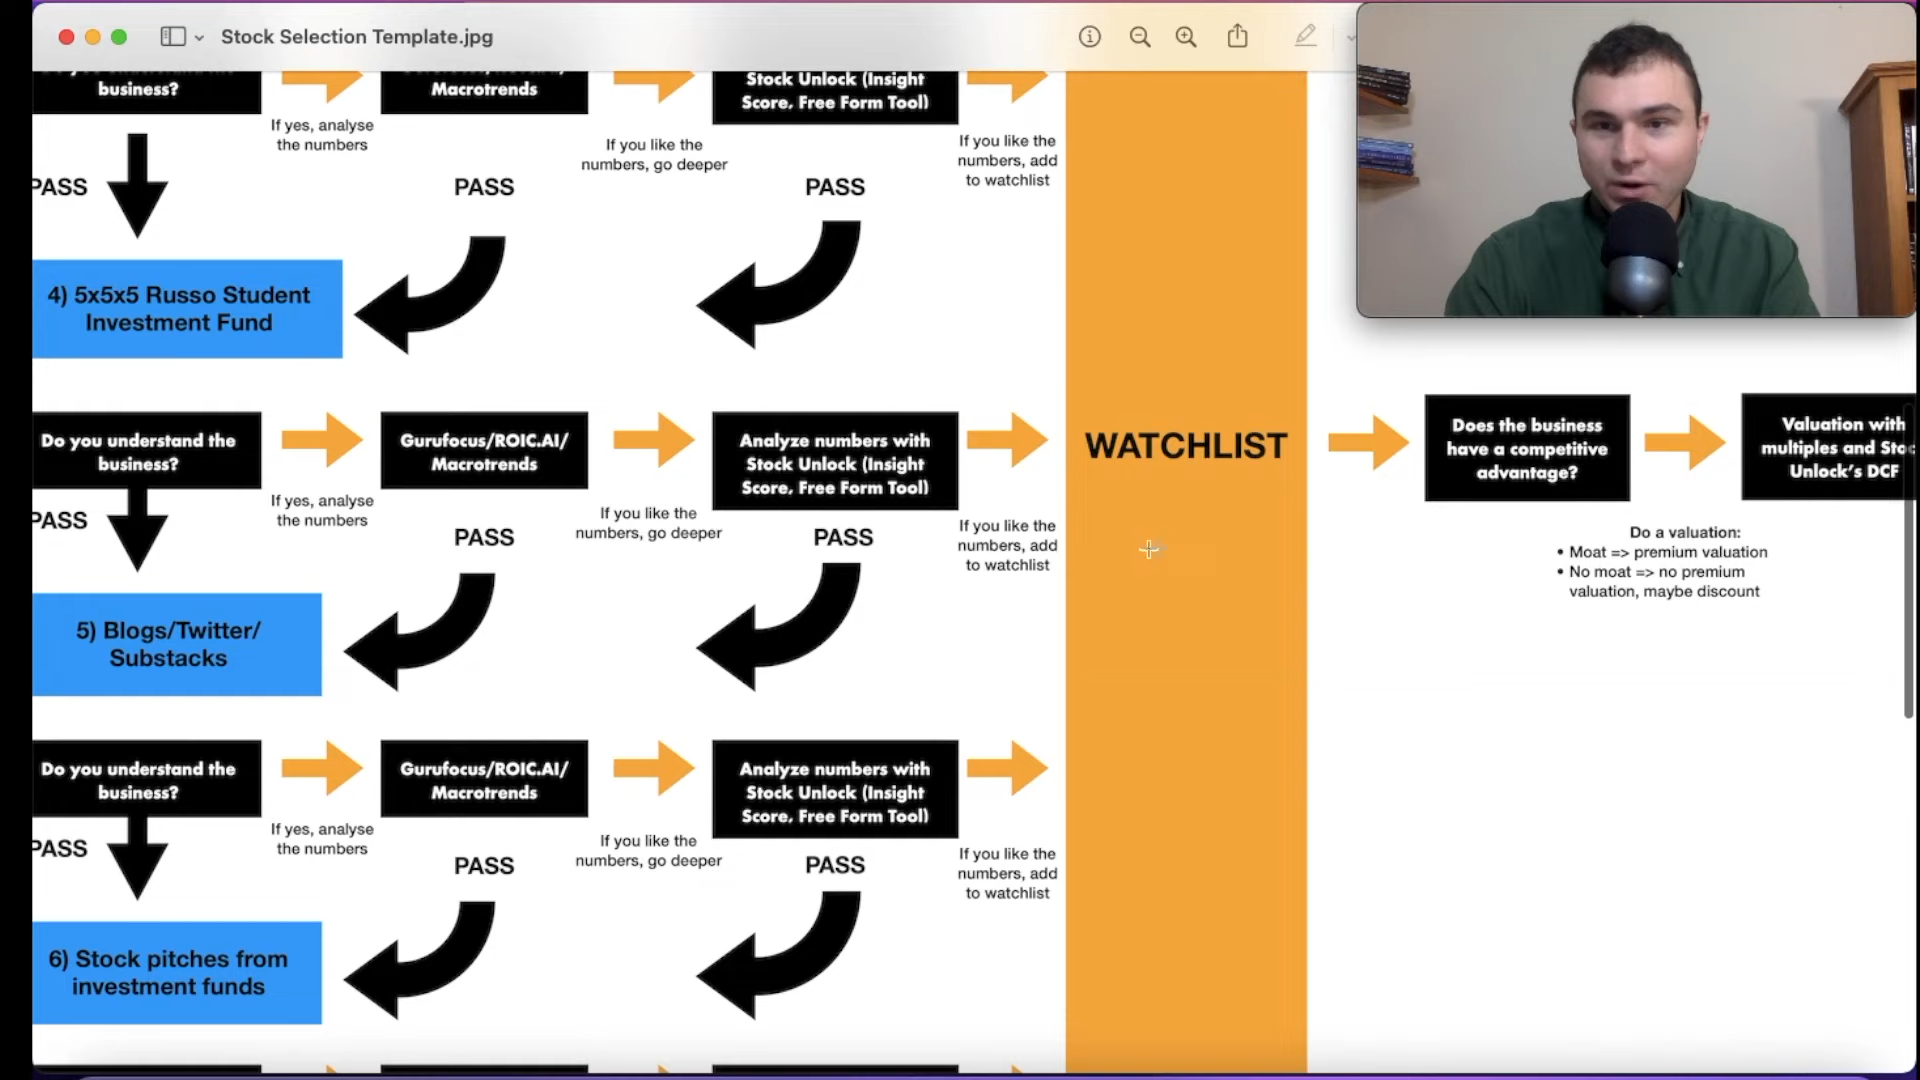 Stock Selection Template.jpg
business?
Macrotrends
Stock Unlock (Insight
Score, Free Form Tool)
If yes, analyse
the numbers
If you like the
numbers, go deeper
If you like the
numbers, add
to watchlist
PASS
PASS
PASS
4) 5x5x5 Russo Student
Investment Fund
Do you understand the
business?
Gurufocus/ROIC.AI/
Macrotrends
Analyze numbers with
Stock Unlock (Insight
Score, Free Form Tool)
WATCHLIST
Does the business
have a competitive
advantage?
Valuation with
multiples and
Unlock's DCF
If yes, analyse
the numbers
If you like the
numbers, go deeper
If you like the
numbers, add
to watchlist
PASS
PASS
PASS
Do a valuation:
• Moat => premium valuation
• No moat => no premium
valuation, maybe discount
5) Blogs/Twitter/
Substacks
Do you understand the
business?
Gurufocus/ROIC.AI/
Macrotrends
Analyze numbers with
Stock Unlock (Insight
Score, Free Form Tool)
If yes, analyse
the numbers
If you like the
numbers, go deeper
If you like the
numbers, add
to watchlist
PASS
PASS
PASS
6) Stock pitches from
investment funds